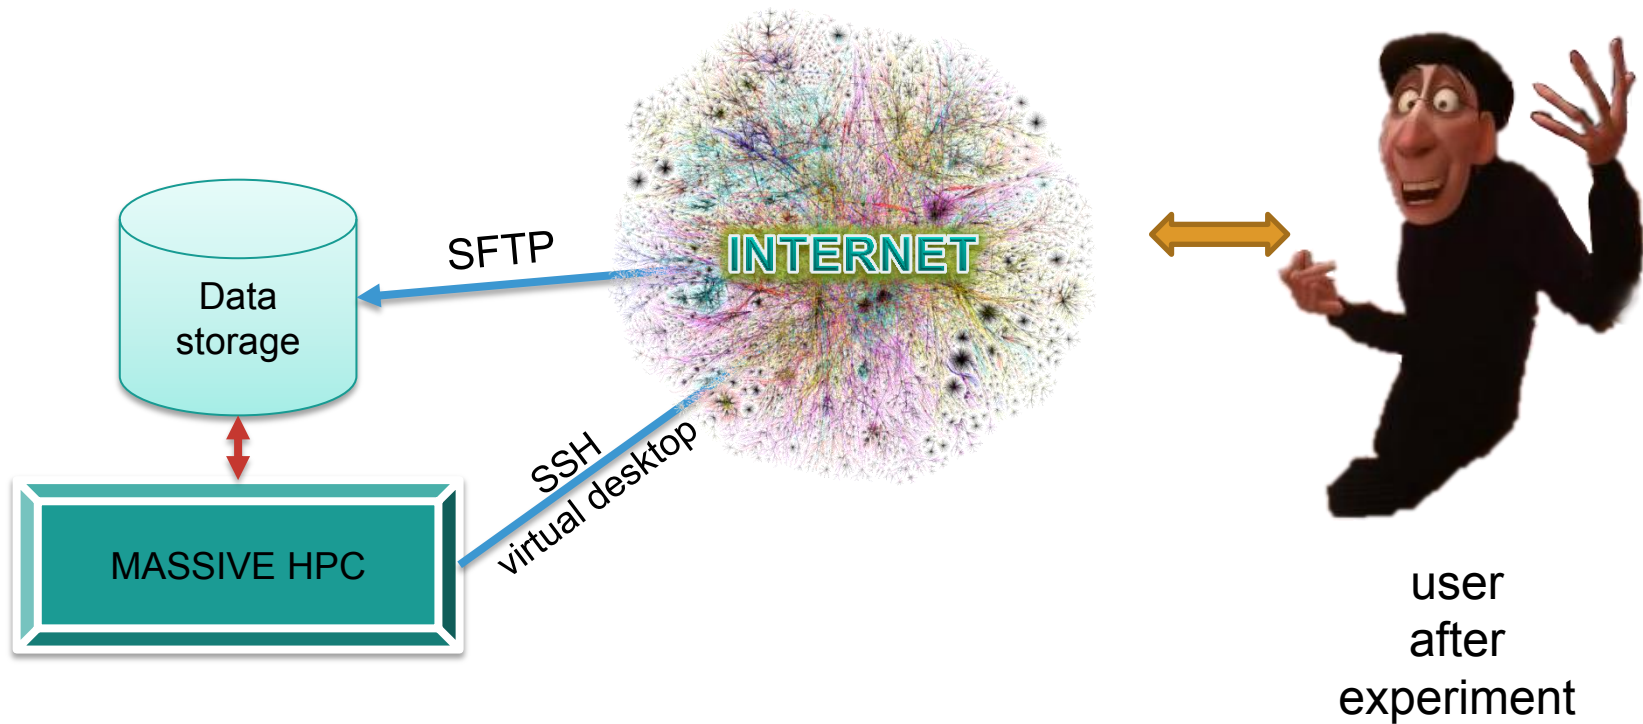 INTERNET
SFTP
Data
storage
SSH
virtual desktop
MASSIVE HPC
user
after
experiment